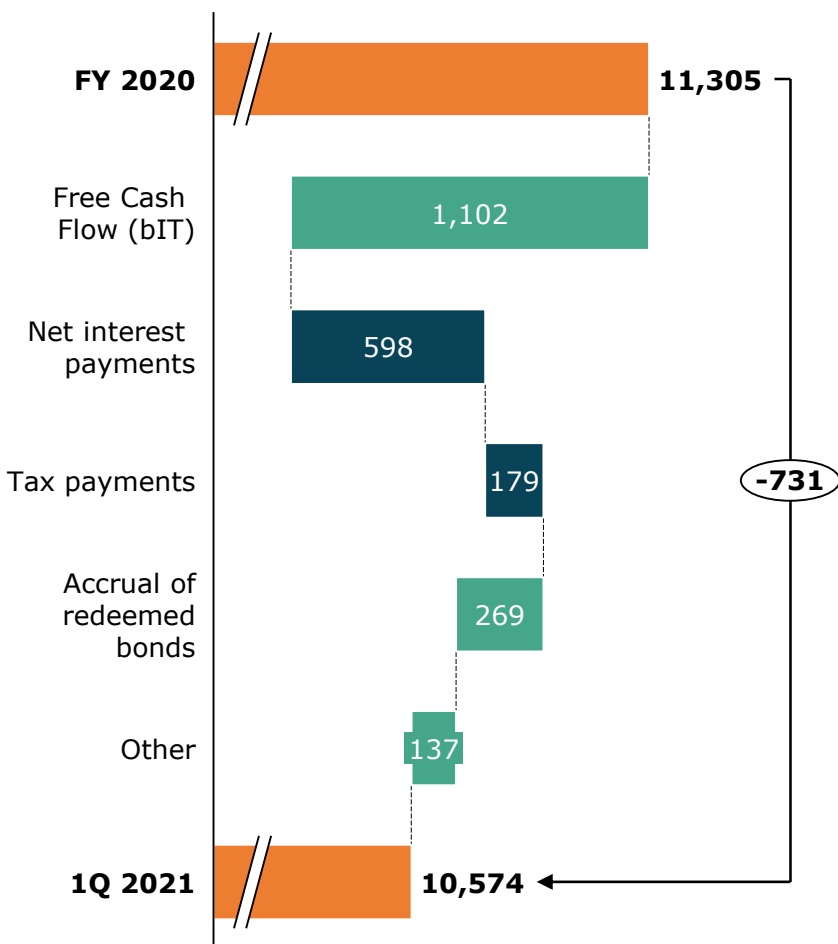 FY 2020
11,305
Free Cash
Flow (bIT)
1,102
Net interest
payments
598
Tax payments
179
-731
Accrual of
redeemed
bonds
269
Other
137
1Q 2021
10,574